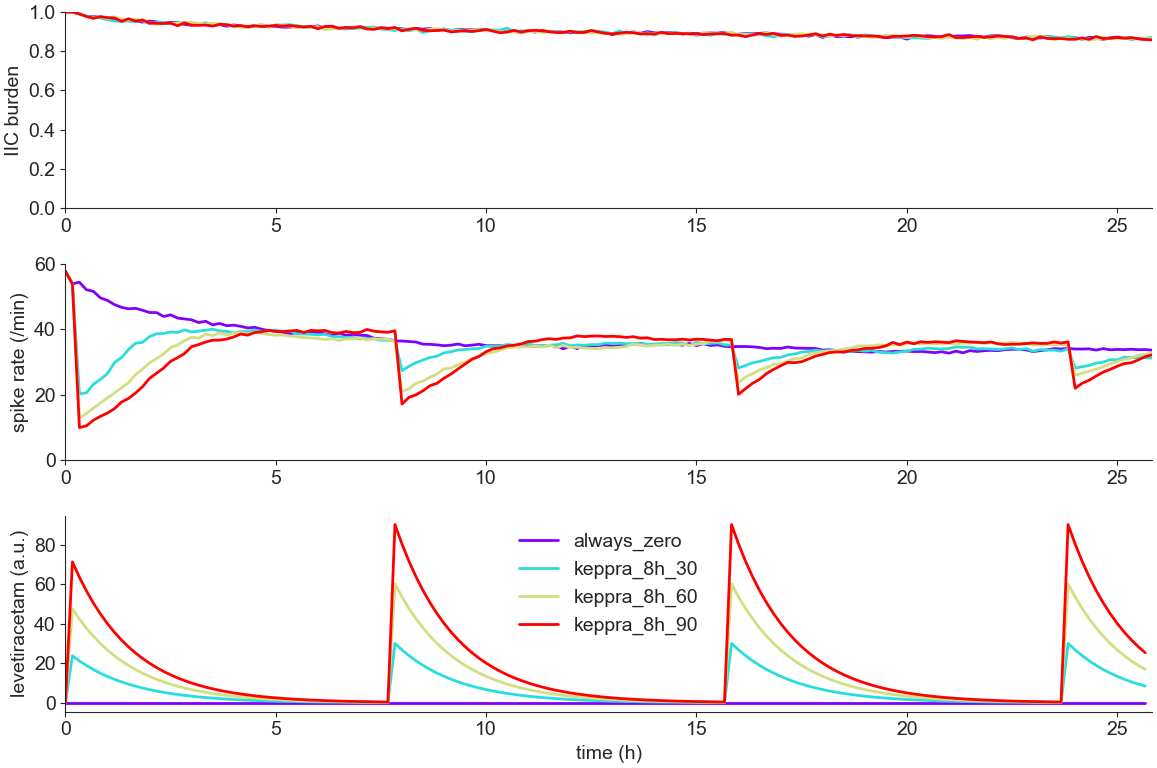 IIC burden
1.0
0.8
0.6
0.4
0.2
0.0
0 5 10 15 20 25
spike rate (/min)
60
40
20
0
0 5 10 15 20 25
levetiracetam (a.u.)
80
60
40
20
0
always_zero
keppra_8h_30
keppra_8h_60
keppra_8h_90
0 5 10 15 20 25
time (h)